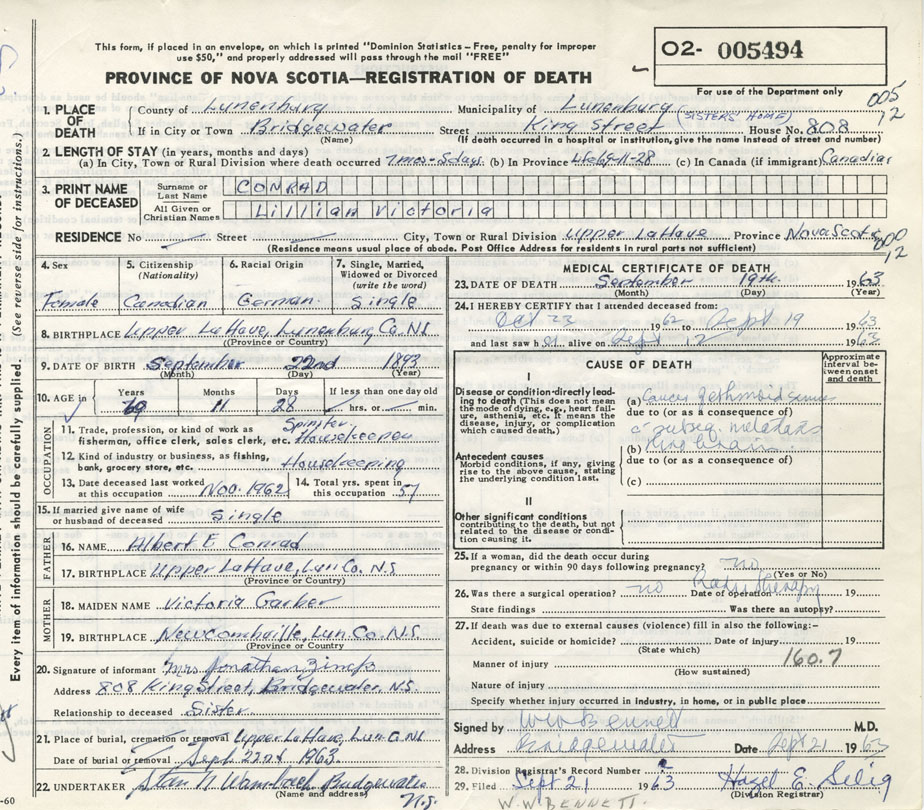 This form, if placed in an envelope, on which is printed "Dominion Statistics – Free, penalty for improper
use $50," and properly addressed will pass through the mail "FREE"
PROVINCE OF NOVA SCOTIA—REGISTRATION OF DEATH
02- 005494
For use of the Department only
005
12
1. PLACE OF DEATH County of Lunenburg Municipality of Lunenburg
(SISTERS' HOME)
If in City or Town Bridgewater Street King Street House No. 808
(Name) (If death occurred in a hospital or institution, give the name instead of street and number)
2. LENGTH OF STAY (in years, months and days)
(a) In City, Town or Rural Division where death occurred 7 mos-5days (b) In Province Life 69-11-28 (c) In Canada (if immigrant) Canadian
3. PRINT NAME OF DECEASED
Surname or Last Name CONRAD
All Given or Christian Names Lillian Victoria
RESIDENCE No Street City, Town or Rural Division Upper LaHave Province Nova Scotia
(Residence means usual place of abode. Post Office Address for residents in rural parts not sufficient)
000
12
4. Sex Female
5. Citizenship (Nationality) Canadian
6. Racial Origin German
7. Single, Married, Widowed or Divorced (write the word) Single
8. BIRTHPLACE Upper LaHave, Lunenburg Co. N.S.
(Province or Country)
9. DATE OF BIRTH September 22nd 1893
(Month) (Day) (Year)
10. AGE in Years Months Days If less than one day old
69 11 28 hrs. or min.
OCCUPATION
11. Trade, profession, or kind of work as fisherman, office clerk, sales clerk, etc. Spinster. Housekeeper
12. Kind of industry or business, as fishing, bank, grocery store, etc. Housekeeping
13. Date deceased last worked at this occupation Nov. 1962
14. Total yrs. spent in this occupation 57
15. If married give name of wife or husband of deceased Single
FATHER
16. NAME Albert E. Conrad
17. BIRTHPLACE Upper LaHave, Lun Co. N.S
(Province or Country)
MOTHER
18. MAIDEN NAME Victoria Garber
19. BIRTHPLACE Newcombville, Lun Co. N.S.
(Province or Country)
20. Signature of informant Mrs Jonathan Zinck
Address 808 King Street, Bridgewater, N.S.
Relationship to deceased Sister
21. Place of burial, cremation or removal Upper LaHave, Lun Co. N.S.
Date of burial or removal Sept 22nd 1963
22. UNDERTAKER Bridgewater N.S.
(Name and address)
MEDICAL CERTIFICATE OF DEATH
23. DATE OF DEATH September 19th 1963
(Month) (Day) (Year)
24. I HEREBY CERTIFY that I attended deceased from:
Oct 23 1962 to Sept 19 1963
and last saw her alive on Sept 12 1963
CAUSE OF DEATH
Approximate interval between onset and death
I
Disease or condition directly leading to death (This does not mean the mode of dying, e.g., heart failure, asthenia, etc. It means the disease, injury, or complication which caused death.)
(a) Cancer ethmoid sinus
due to (or as a consequence of)
Antecedent causes
Morbid conditions, if any, giving rise to the above cause, stating the underlying condition last.
(b) brain
due to (or as a consequence of)
(c)
II
Other significant conditions
contributing to the death, but not related to the disease or condition causing it.
25. If a woman, did the death occur during pregnancy or within 90 days following pregnancy? no
(Yes or No)
26. Was there a surgical operation? no Date of operation 19
Radiotherapy
State findings Was there an autopsy?
27. If death was due to external causes (violence) fill in also the following:—
Accident, suicide or homicide? Date of injury 19
(State which)
Manner of injury 160.7
(How sustained)
Nature of injury
Specify whether injury occurred in Industry, in home, or in public place
Signed by W W Bennett M.D.
Address Bridgewater Date Sept 21 1963
28. Division Registrar's Record Number
29. Filed Sept 21 1963 Hazel E. Selig
(Division Registrar)
W. W BENNETT.
Every item of information should be carefully supplied. (See reverse side for instructions.)
-60